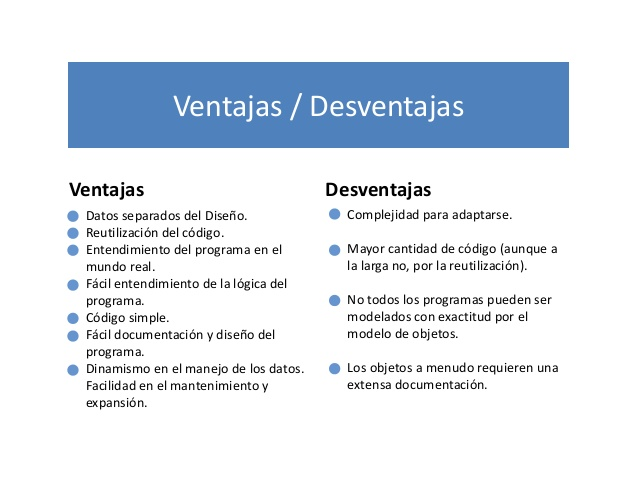 Ventajas / Desventajas
Ventajas
Datos separados del Diseño.
Reutilización del código.
Entendimiento del programa en el
mundo real.
Fácil entendimiento de la lógica del
programa.
Código simple.
Fácil documentación y diseño del
programa.
Dinamismo en el manejo de los datos.
Facilidad en el mantenimiento y
expansión.
Desventajas
Complejidad para adaptarse.
Mayor cantidad de código (aunque a
la larga no, por la reutilización).
No todos los programas pueden ser
modelados con exactitud por el
modelo de objetos.
Los objetos a menudo requieren una
extensa documentación.